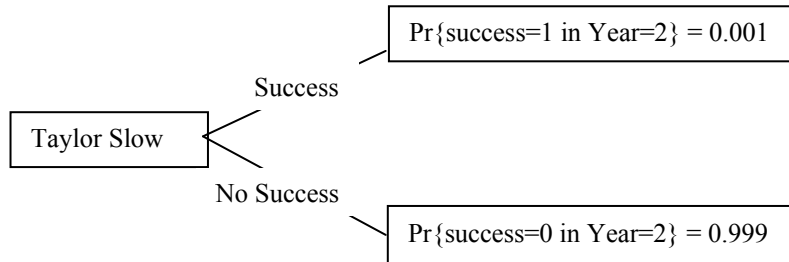 Pr{success=1 in Year=2} = 0.001
Success
Taylor Slow
No Success
Pr{success=0 in Year=2} = 0.999